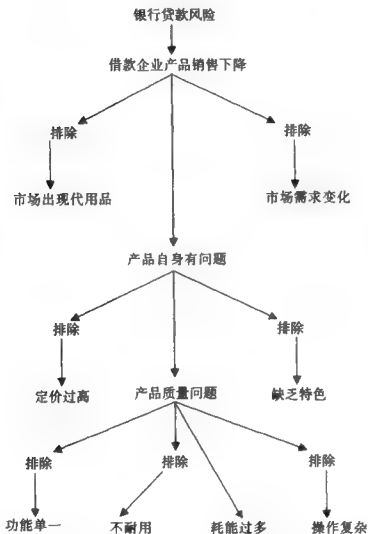 银行贷款风险
借款企业产品销售下降
排除 排除
市场出现代用品 市场需求变化
产品自身有问题
排除 排除
定价过高 产品质量问题 缺乏特色
排除 排除 排除
功能单一 不耐用 耗能过多 操作复杂